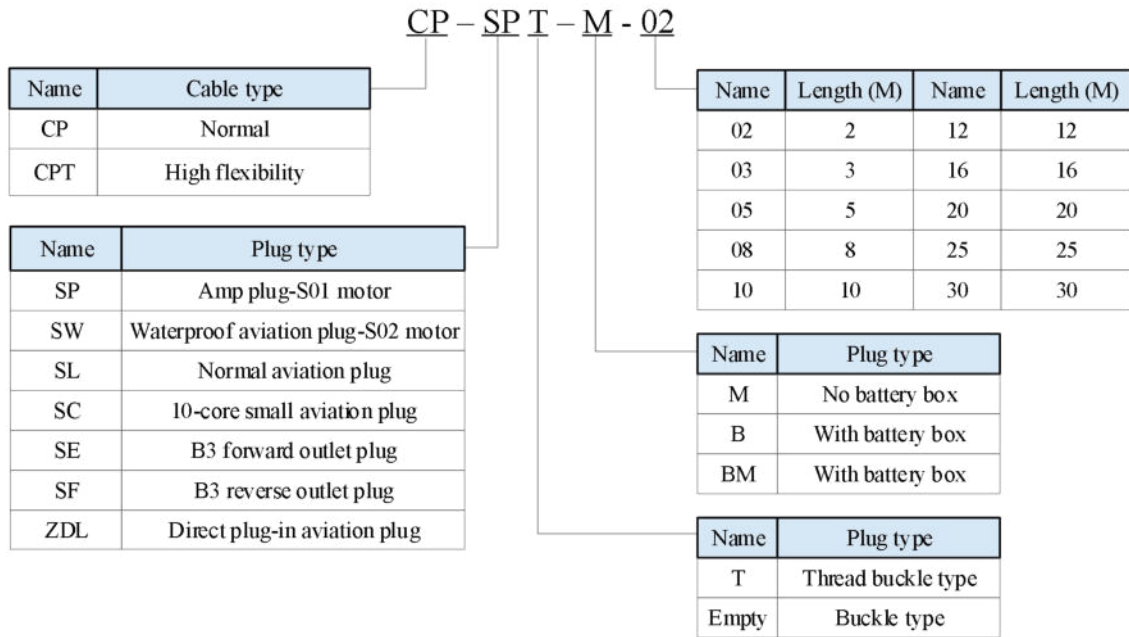 CP – SP T – M - 02
Name Cable type
CP Normal
CPT High flexibility
Name Plug type
SP Amp plug-S01 motor
SW Waterproof aviation plug-S02 motor
SL Normal aviation plug
SC 10-core small aviation plug
SE B3 forward outlet plug
SF B3 reverse outlet plug
ZDL Direct plug-in aviation plug
Name Length (M) Name Length (M)
02 2 12 12
03 3 16 16
05 5 20 20
08 8 25 25
10 10 30 30
Name Plug type
M No battery box
B With battery box
BM With battery box
Name Plug type
T Thread buckle type
Empty Buckle type